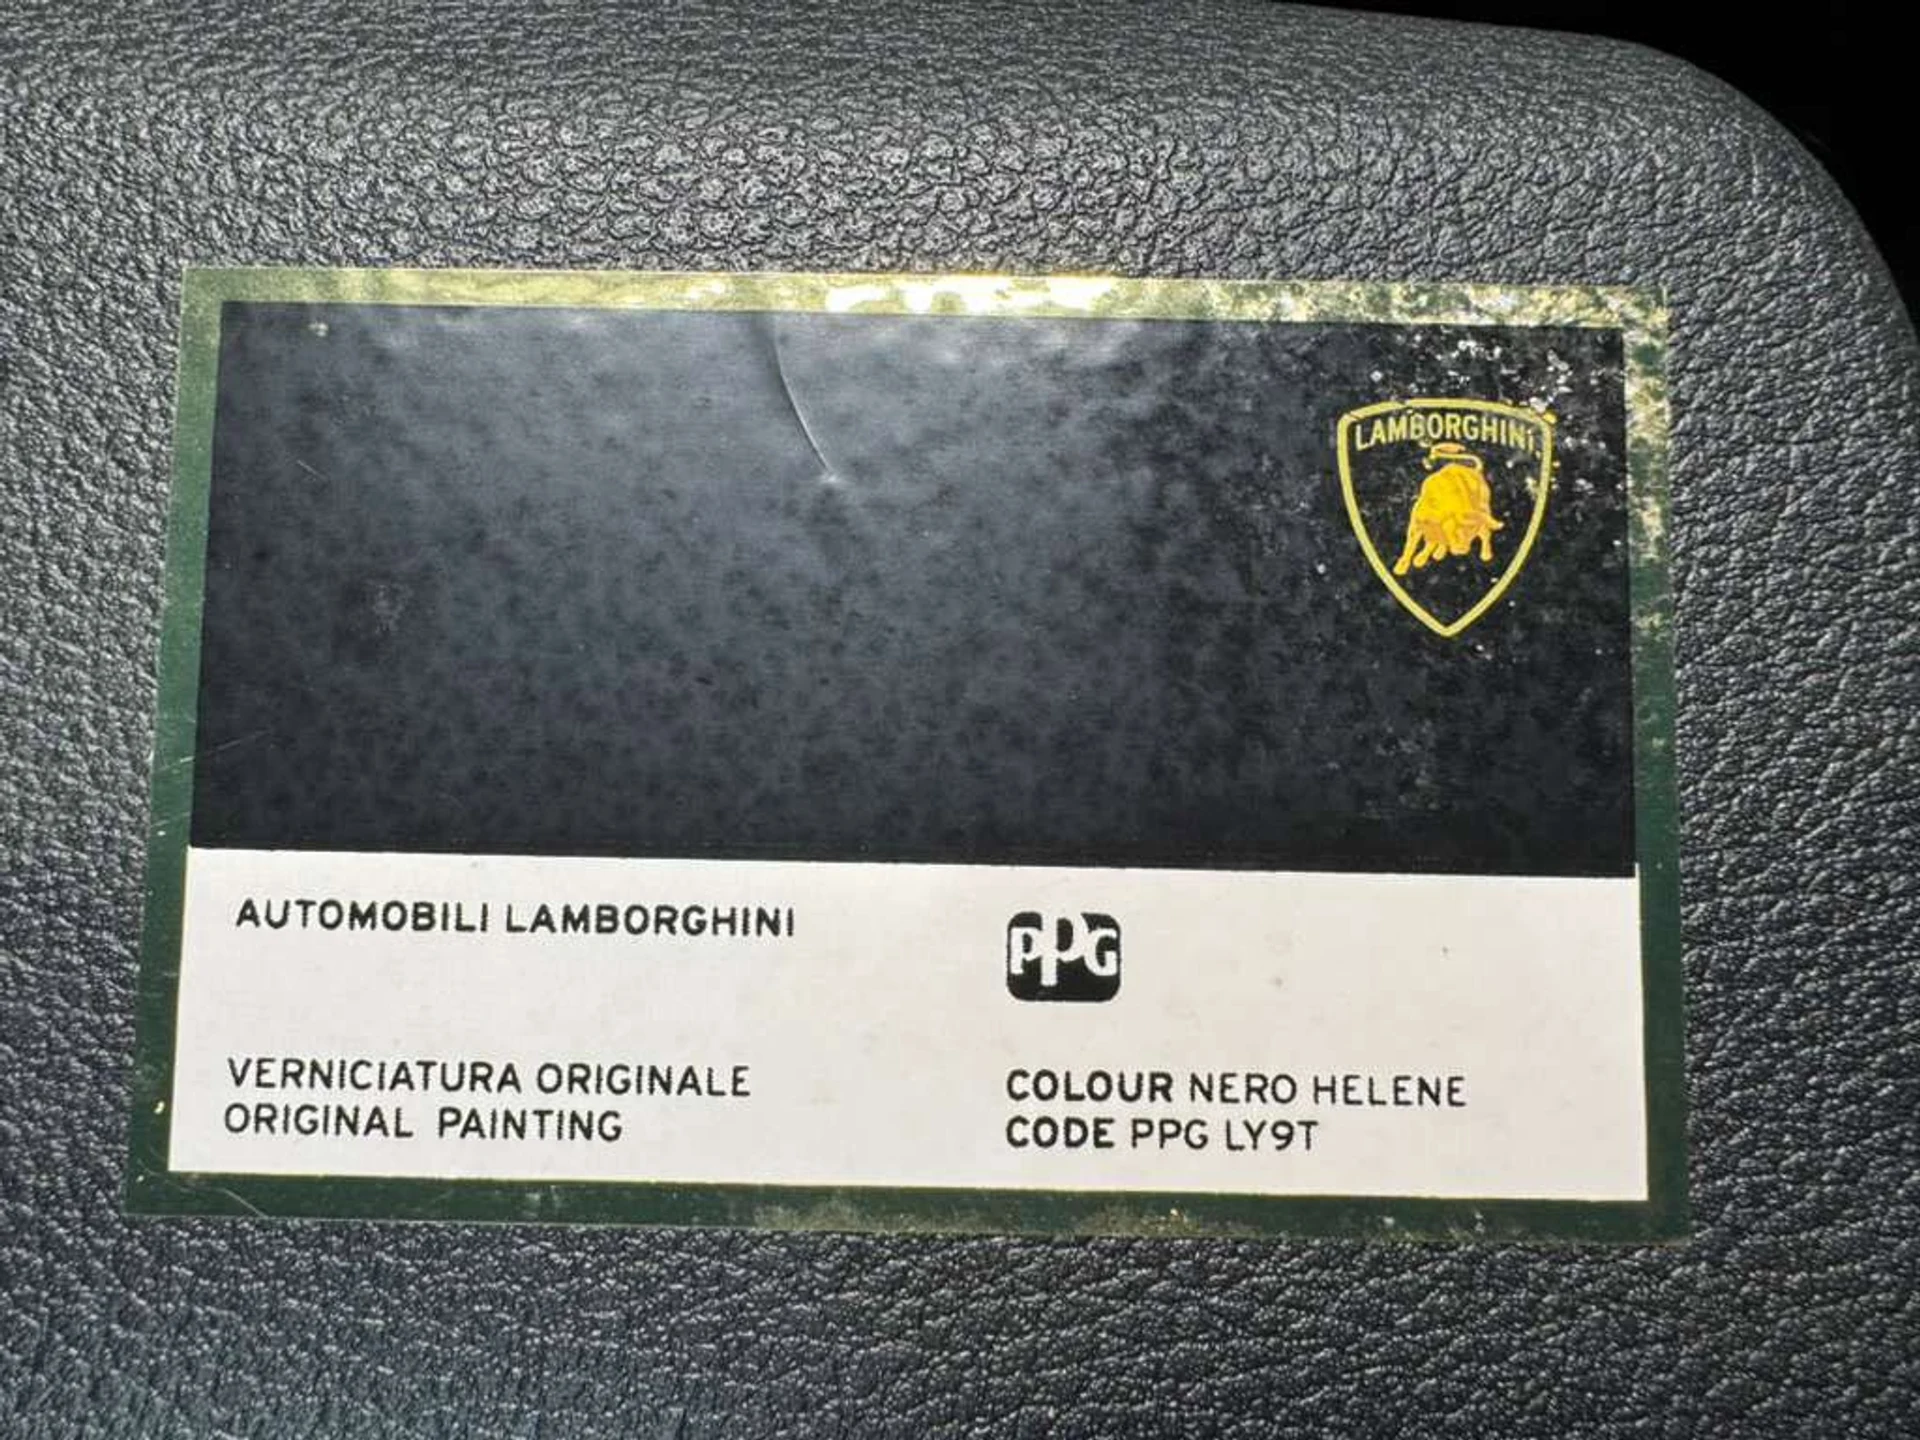 LAMBORGHINI
AUTOMOBILI LAMBORGHINI
PPG
VERNICIATURA ORIGINALE
ORIGINAL PAINTING
COLOUR NERO HELENE
CODE PPG LY9T